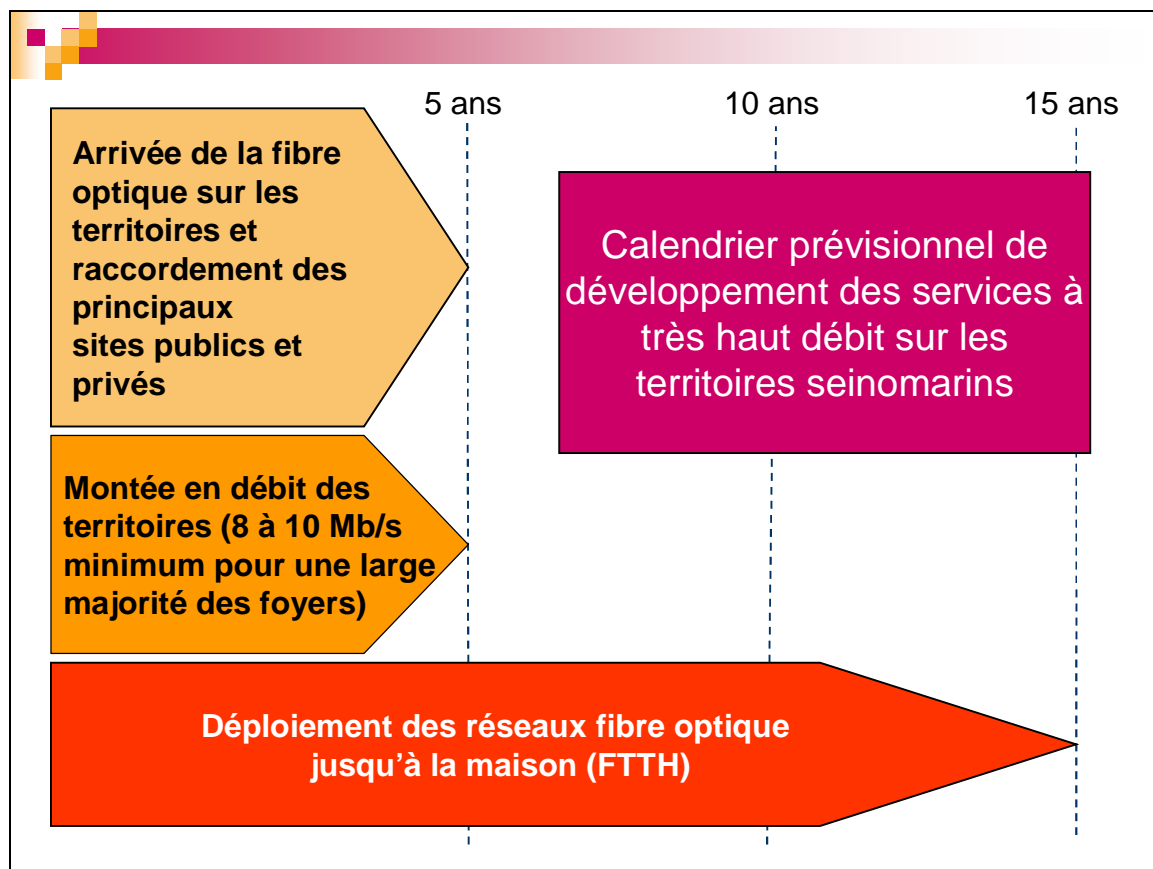 5 ans
10 ans
15 ans
Arrivée de la fibre
optique sur les
territoires et
raccordement des
principaux
sites publics et
privés
Calendrier prévisionnel de
développement des services à
très haut débit sur les
territoires seinomarins
Montée en débit des
territoires (8 à 10 Mb/s
minimum pour une large
majorité des foyers)
Déploiement des réseaux fibre optique
jusqu’à la maison (FTTH)